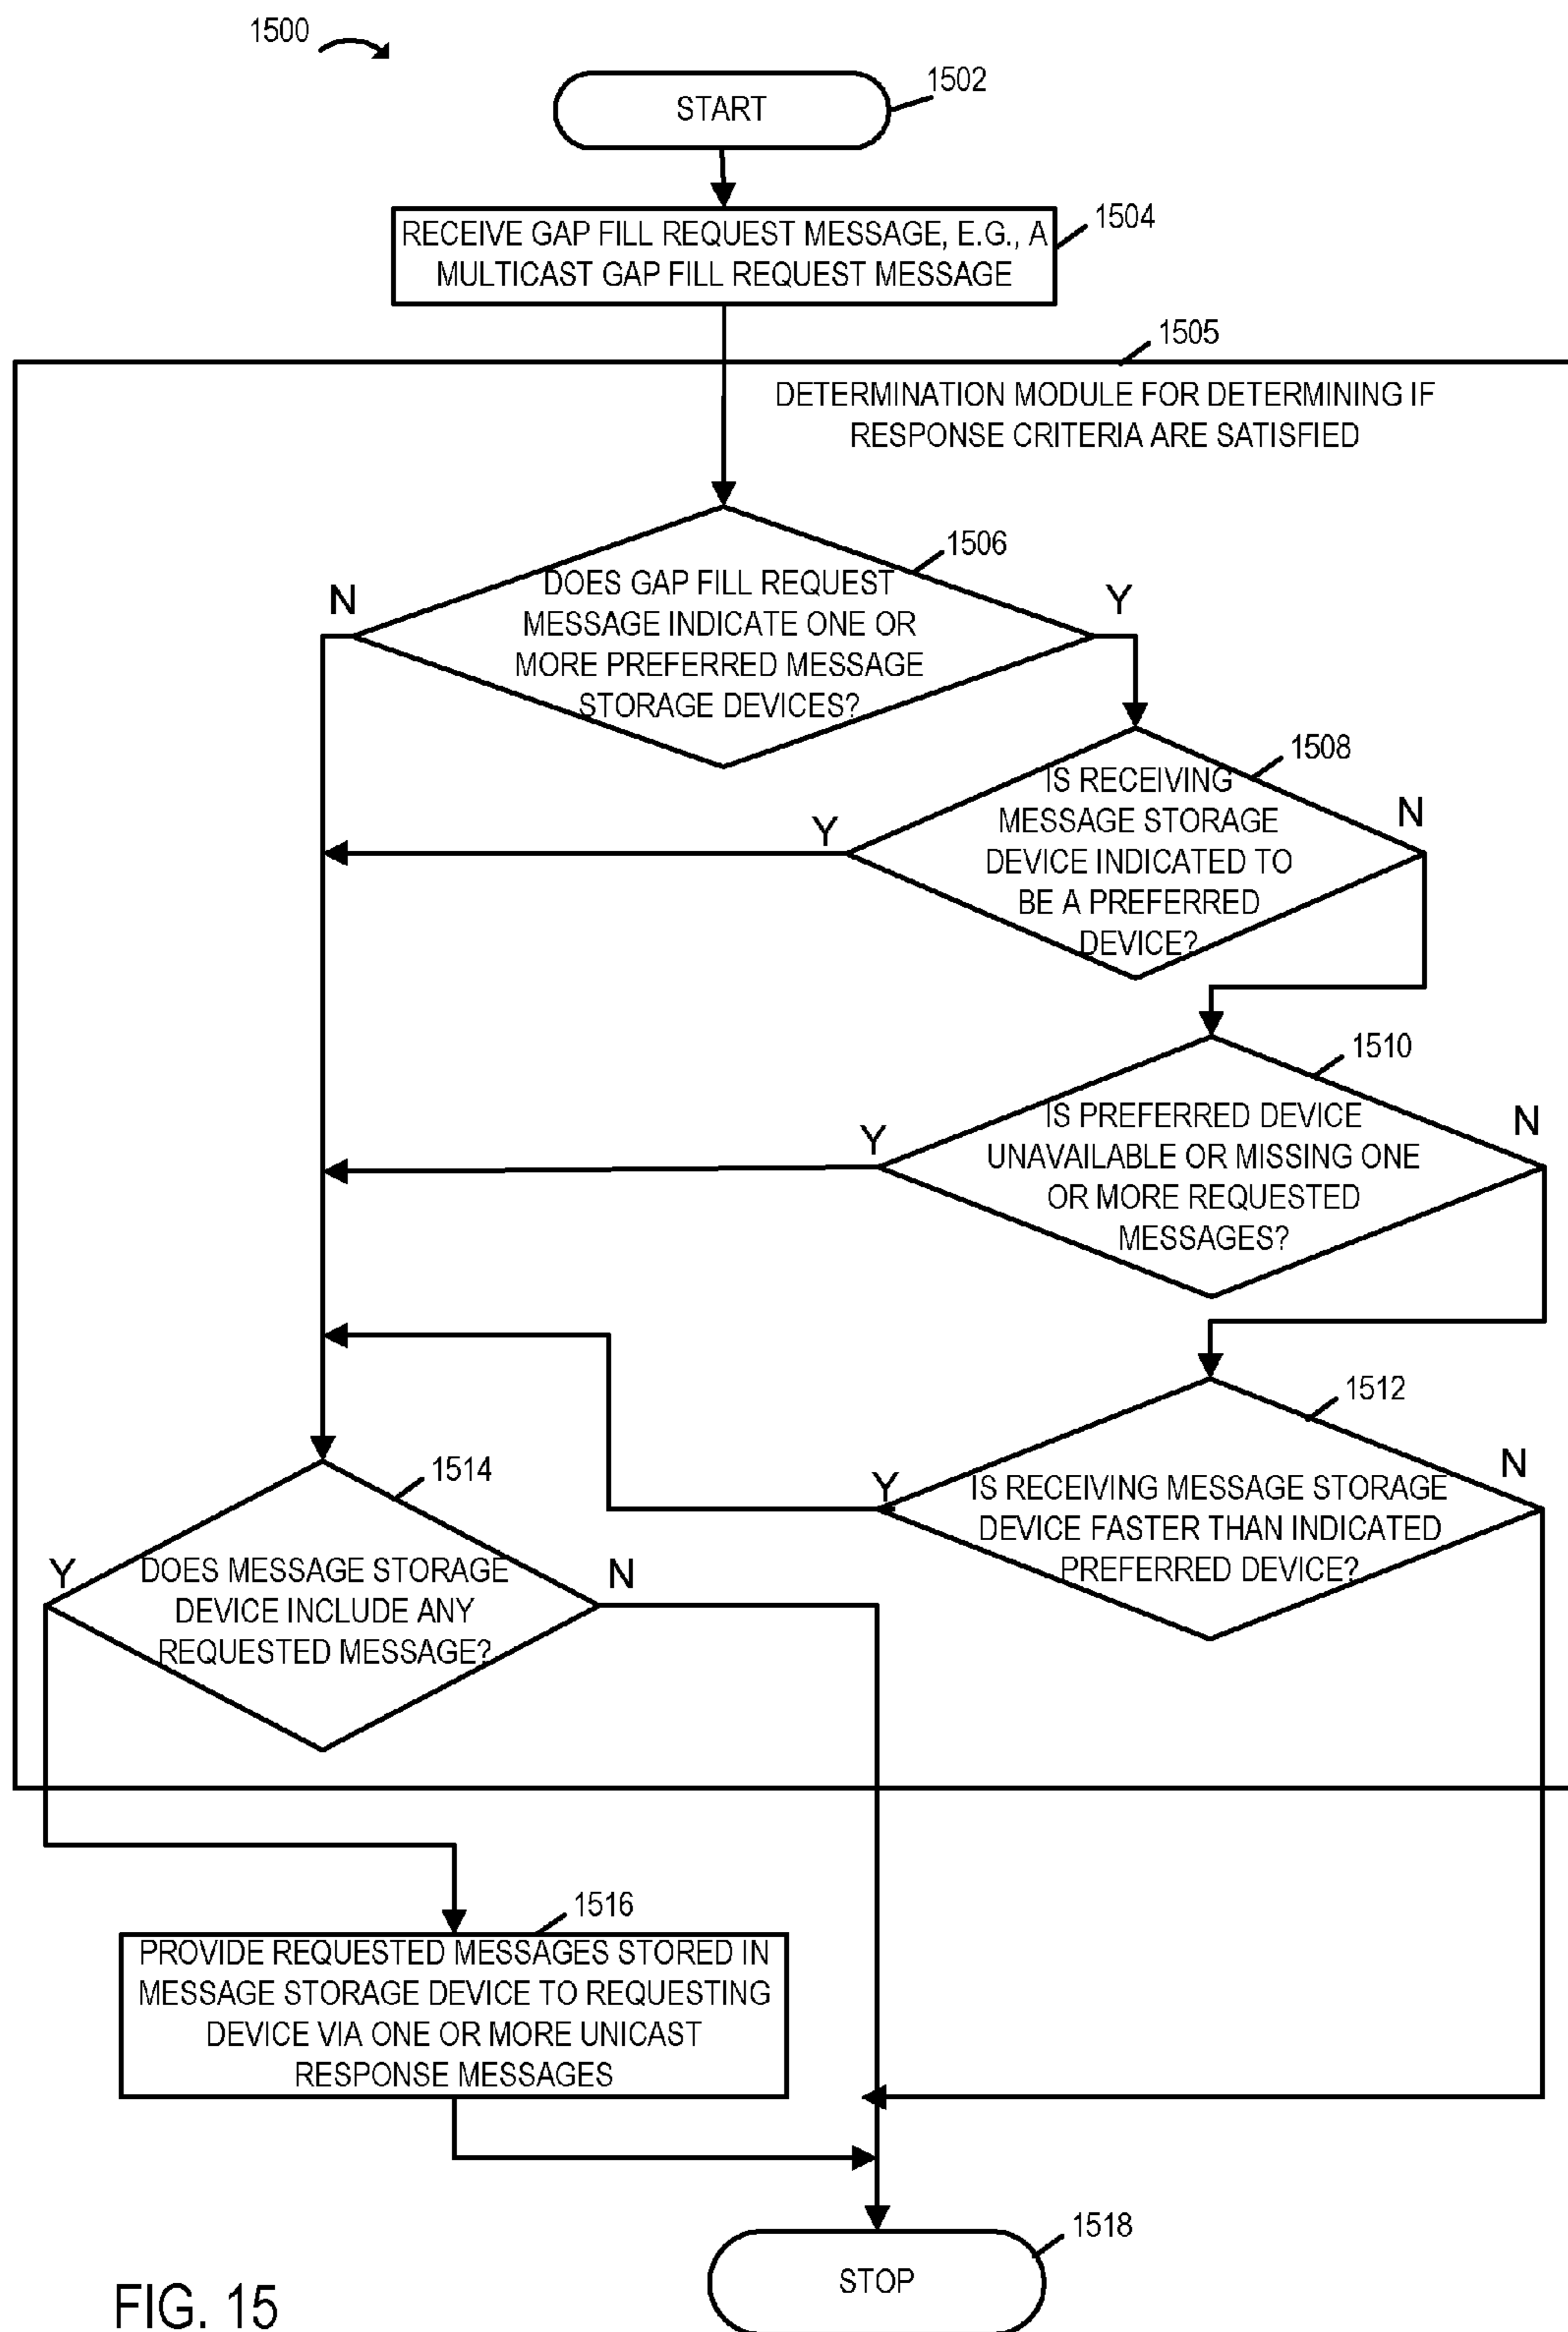 1500
START
1502
RECEIVE GAP FILL REQUEST MESSAGE, E.G., A
MULTICAST GAP FILL REQUEST MESSAGE
1504
1505
DETERMINATION MODULE FOR DETERMINING IF
RESPONSE CRITERIA ARE SATISFIED
1506
N
DOES GAP FILL REQUEST
MESSAGE INDICATE ONE OR
MORE PREFERRED MESSAGE
STORAGE DEVICES?
Y
1508
Y
IS RECEIVING
MESSAGE STORAGE
DEVICE INDICATED TO
BE A PREFERRED
DEVICE?
N
1510
Y
IS PREFERRED DEVICE
UNAVAILABLE OR MISSING ONE
OR MORE REQUESTED
MESSAGES?
N
1512
Y
IS RECEIVING MESSAGE STORAGE
DEVICE FASTER THAN INDICATED
PREFERRED DEVICE?
N
1514
Y
DOES MESSAGE STORAGE
DEVICE INCLUDE ANY
REQUESTED MESSAGE?
N
1516
PROVIDE REQUESTED MESSAGES STORED IN
MESSAGE STORAGE DEVICE TO REQUESTING
DEVICE VIA ONE OR MORE UNICAST
RESPONSE MESSAGES
1518
STOP
FIG. 15